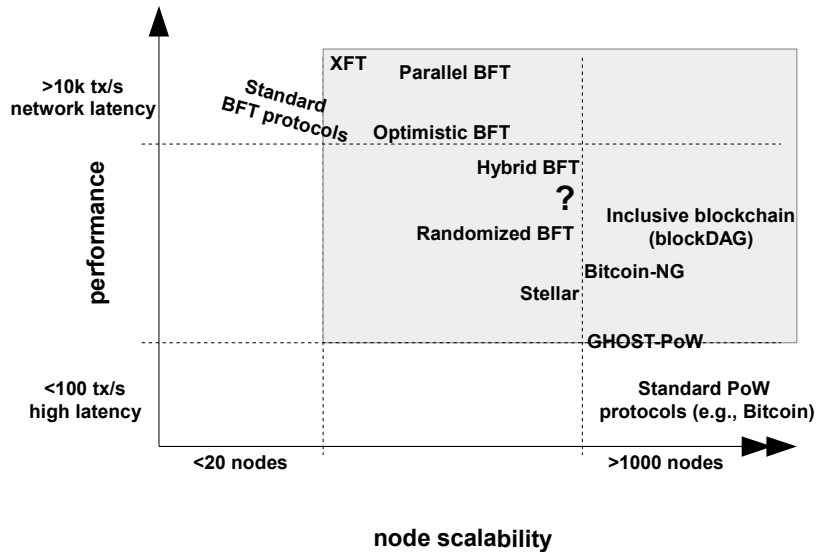 >10k tx/s
network latency
Standard
BFT protocols
XFT
Parallel BFT
Optimistic BFT
Hybrid BFT
?
Randomized BFT
Inclusive blockchain
(blockDAG)
Bitcoin-NG
Stellar
GHOST-PoW
performance
<100 tx/s
high latency
Standard PoW
protocols (e.g., Bitcoin)
<20 nodes
>1000 nodes
node scalability